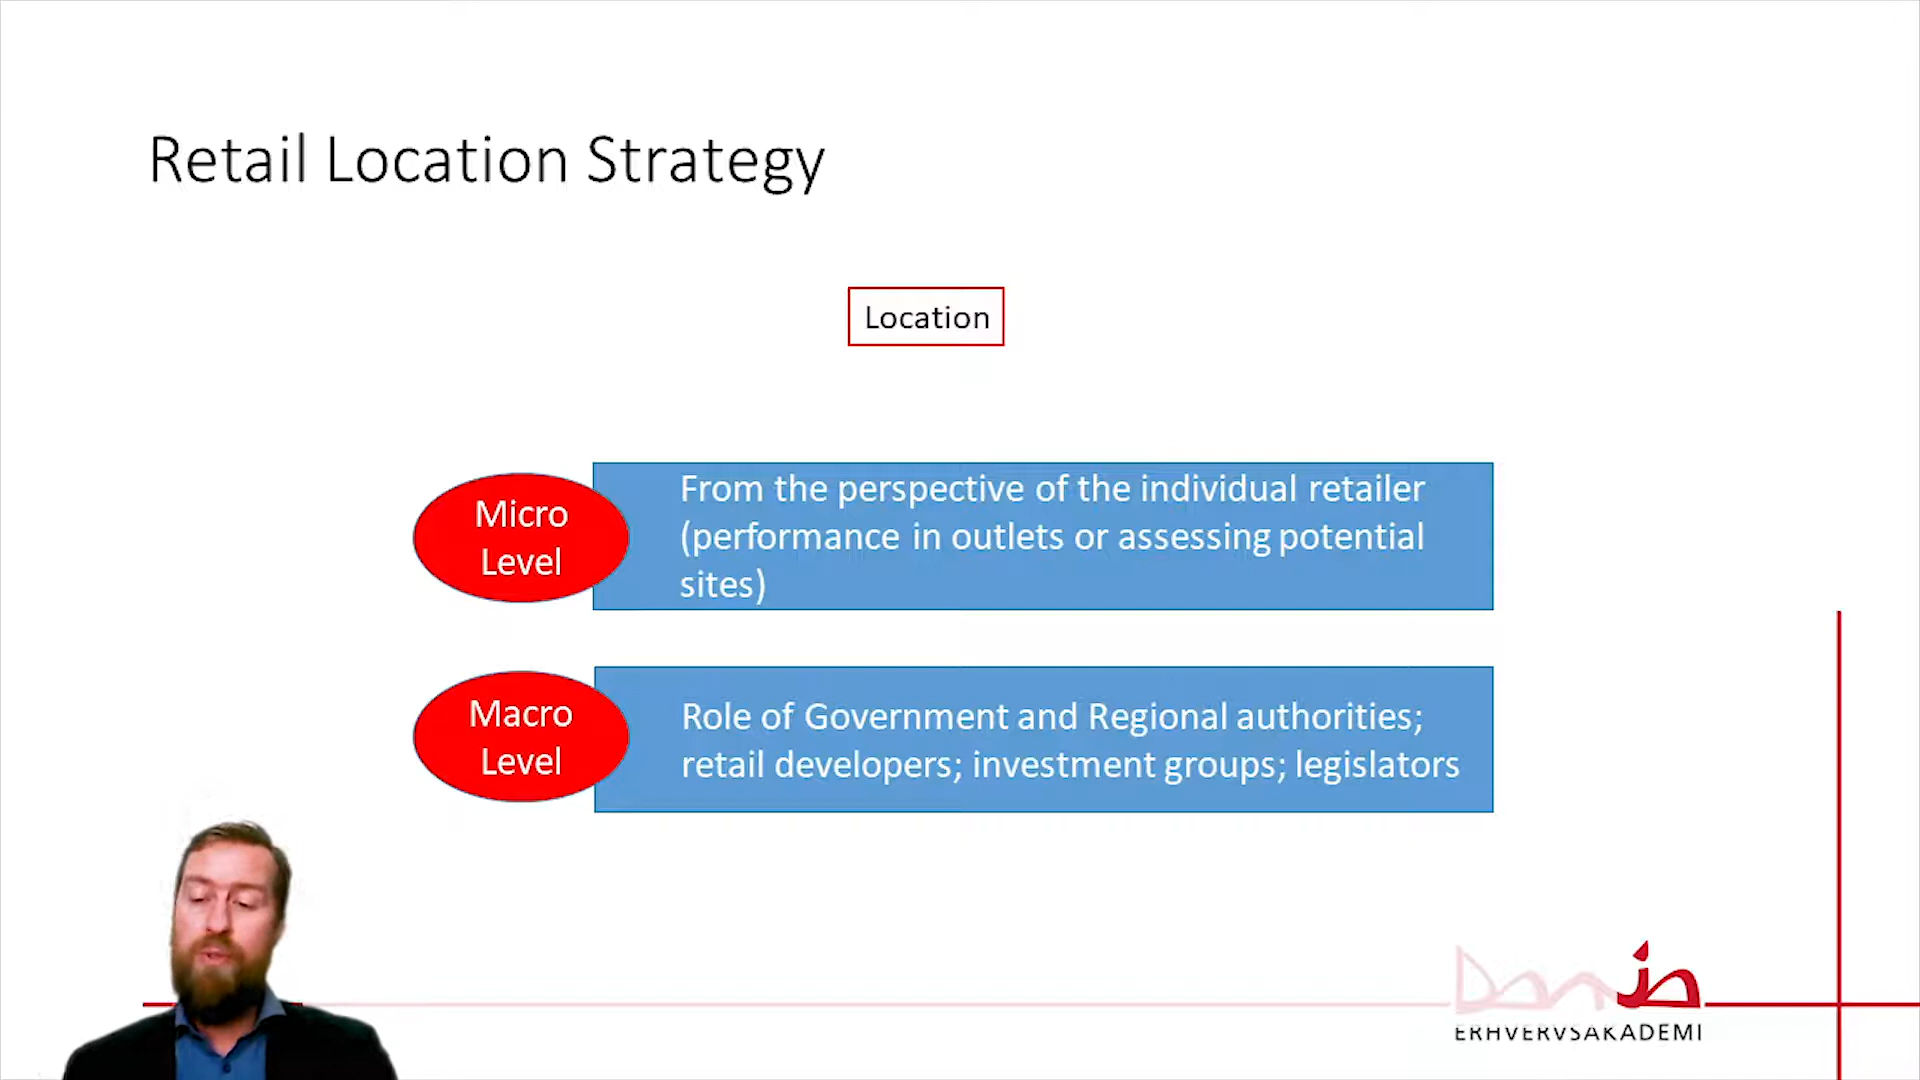 Retail Location Strategy
Location
Micro
Level
From the perspective of the individual retailer
(performance in outlets or assessing potential
sites)
Macro
Level
Role of Government and Regional authorities;
retail developers; investment groups; legislators
Dania
ERHVERVSAKADEMI